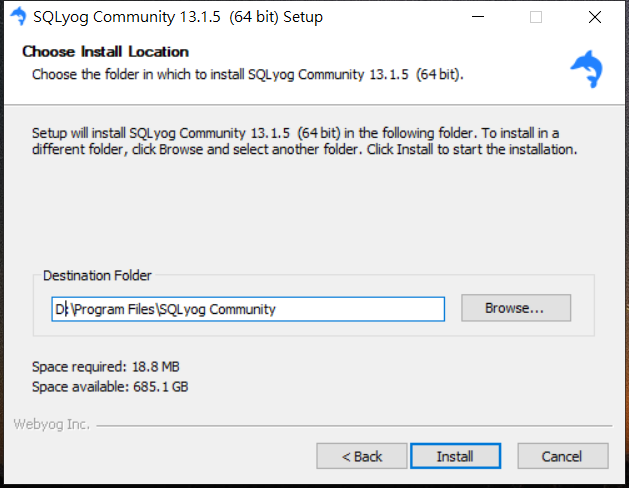 SQLyog Community 13.1.5  (64 bit) Setup
Choose Install Location
Choose the folder in which to install SQLyog Community 13.1.5  (64 bit).
Setup will install SQLyog Community 13.1.5  (64 bit) in the following folder. To install in a
different folder, click Browse and select another folder. Click Install to start the installation.
Destination Folder
D:\Program Files\SQLyog Community
Browse...
Space required: 18.8 MB
Space available: 685.1 GB
Webyog Inc.
< Back
Install
Cancel